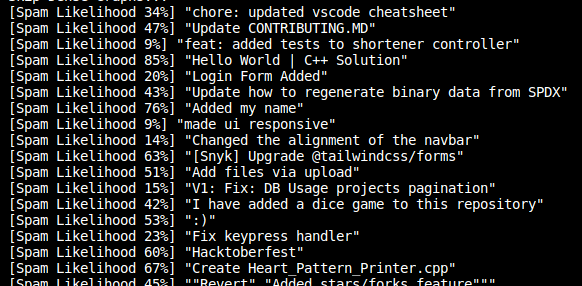 [Spam Likelihood 34%] "chore: updated vscode cheatsheet"
[Spam Likelihood 47%] "Update CONTRIBUTING.MD"
[Spam Likelihood 9%] "feat: added tests to shortener controller"
[Spam Likelihood 85%] "Hello World | C++ Solution"
[Spam Likelihood 20%] "Login Form Added"
[Spam Likelihood 43%] "Update how to regenerate binary data from SPDX"
[Spam Likelihood 76%] "Added my name"
[Spam Likelihood 9%] "made ui responsive"
[Spam Likelihood 14%] "Changed the alignment of the navbar"
[Spam Likelihood 63%] "[Snyk] Upgrade @tailwindcss/forms"
[Spam Likelihood 51%] "Add files via upload"
[Spam Likelihood 15%] "V1: Fix: DB Usage projects pagination"
[Spam Likelihood 42%] "I have added a dice game to this repository"
[Spam Likelihood 53%] ":)"
[Spam Likelihood 23%] "Fix keypress handler"
[Spam Likelihood 60%] "Hacktoberfest"
[Spam Likelihood 67%] "Create Heart_Pattern_Printer.cpp"
[Spam Likelihood 45%] ""Revert" "Added stars/forks feature"""